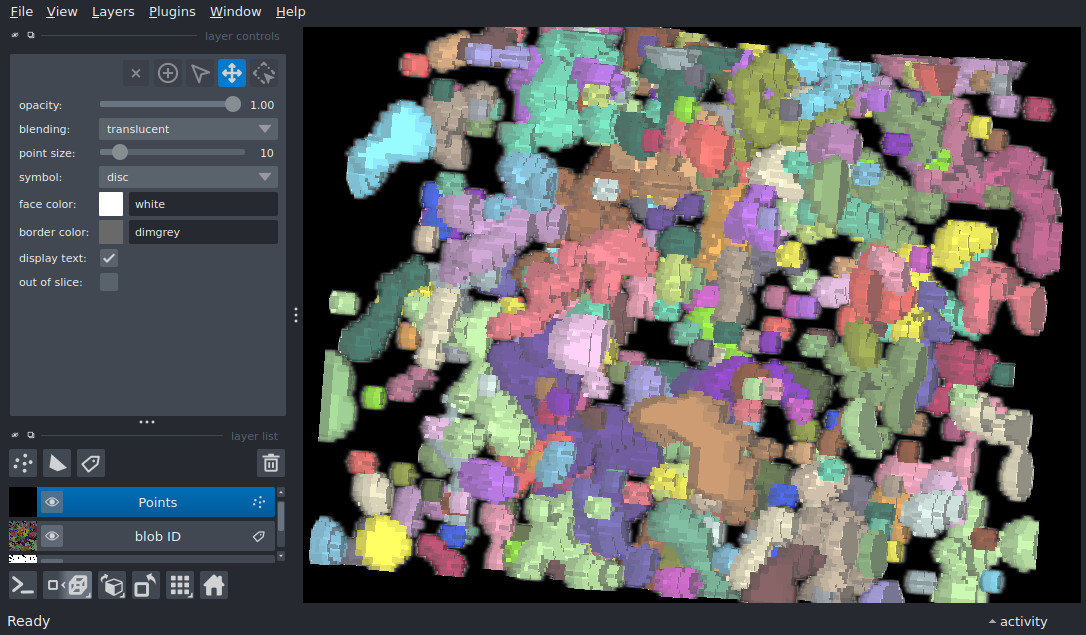 File View Layers Plugins Window Help
layer controls
opacity: 1.00
blending: translucent
point size: 10
symbol: disc
face color: white
border color: dimgrey
display text:
out of slice:
layer list
Points
blob ID
Ready
activity